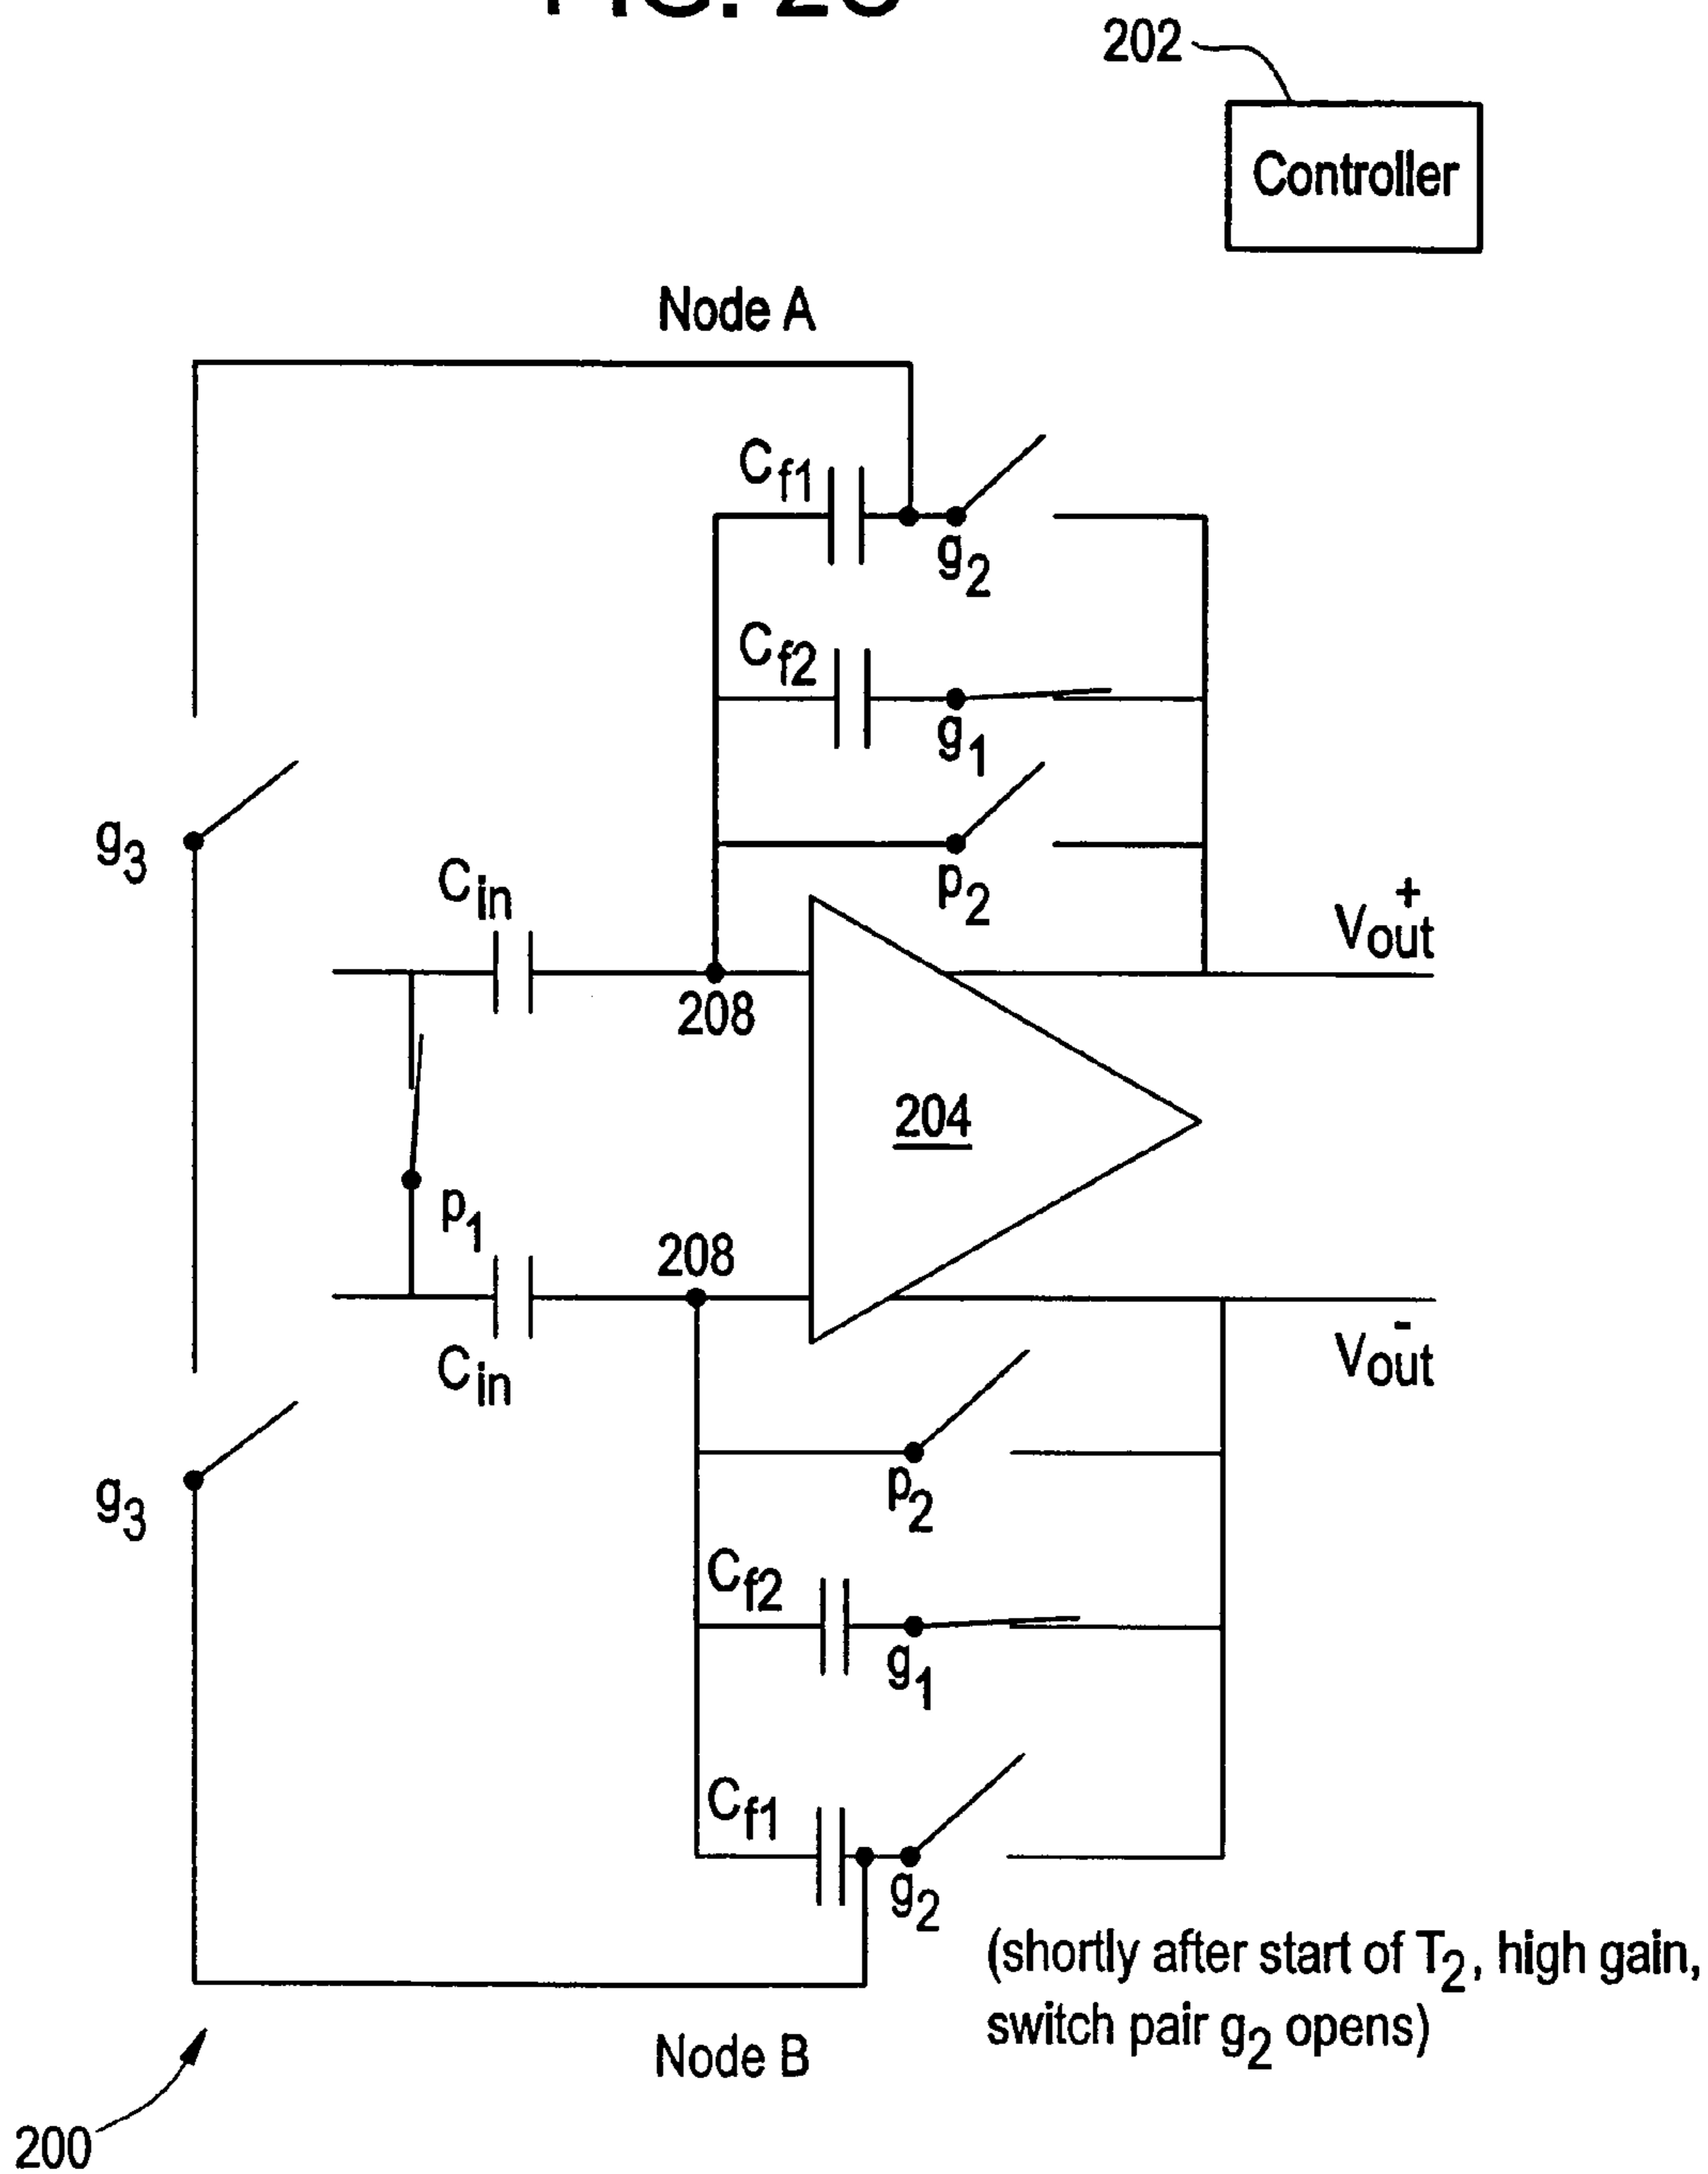 202
Controller
Node A
Cf1
g2
Cf2
g1
g3
p2
Cin
Vout+
208
204
p1
208
Cin
Vout-
g3
p2
Cf2
g1
Cf1
g2
(shortly after start of T2, high gain,
switch pair g2 opens)
Node B
200